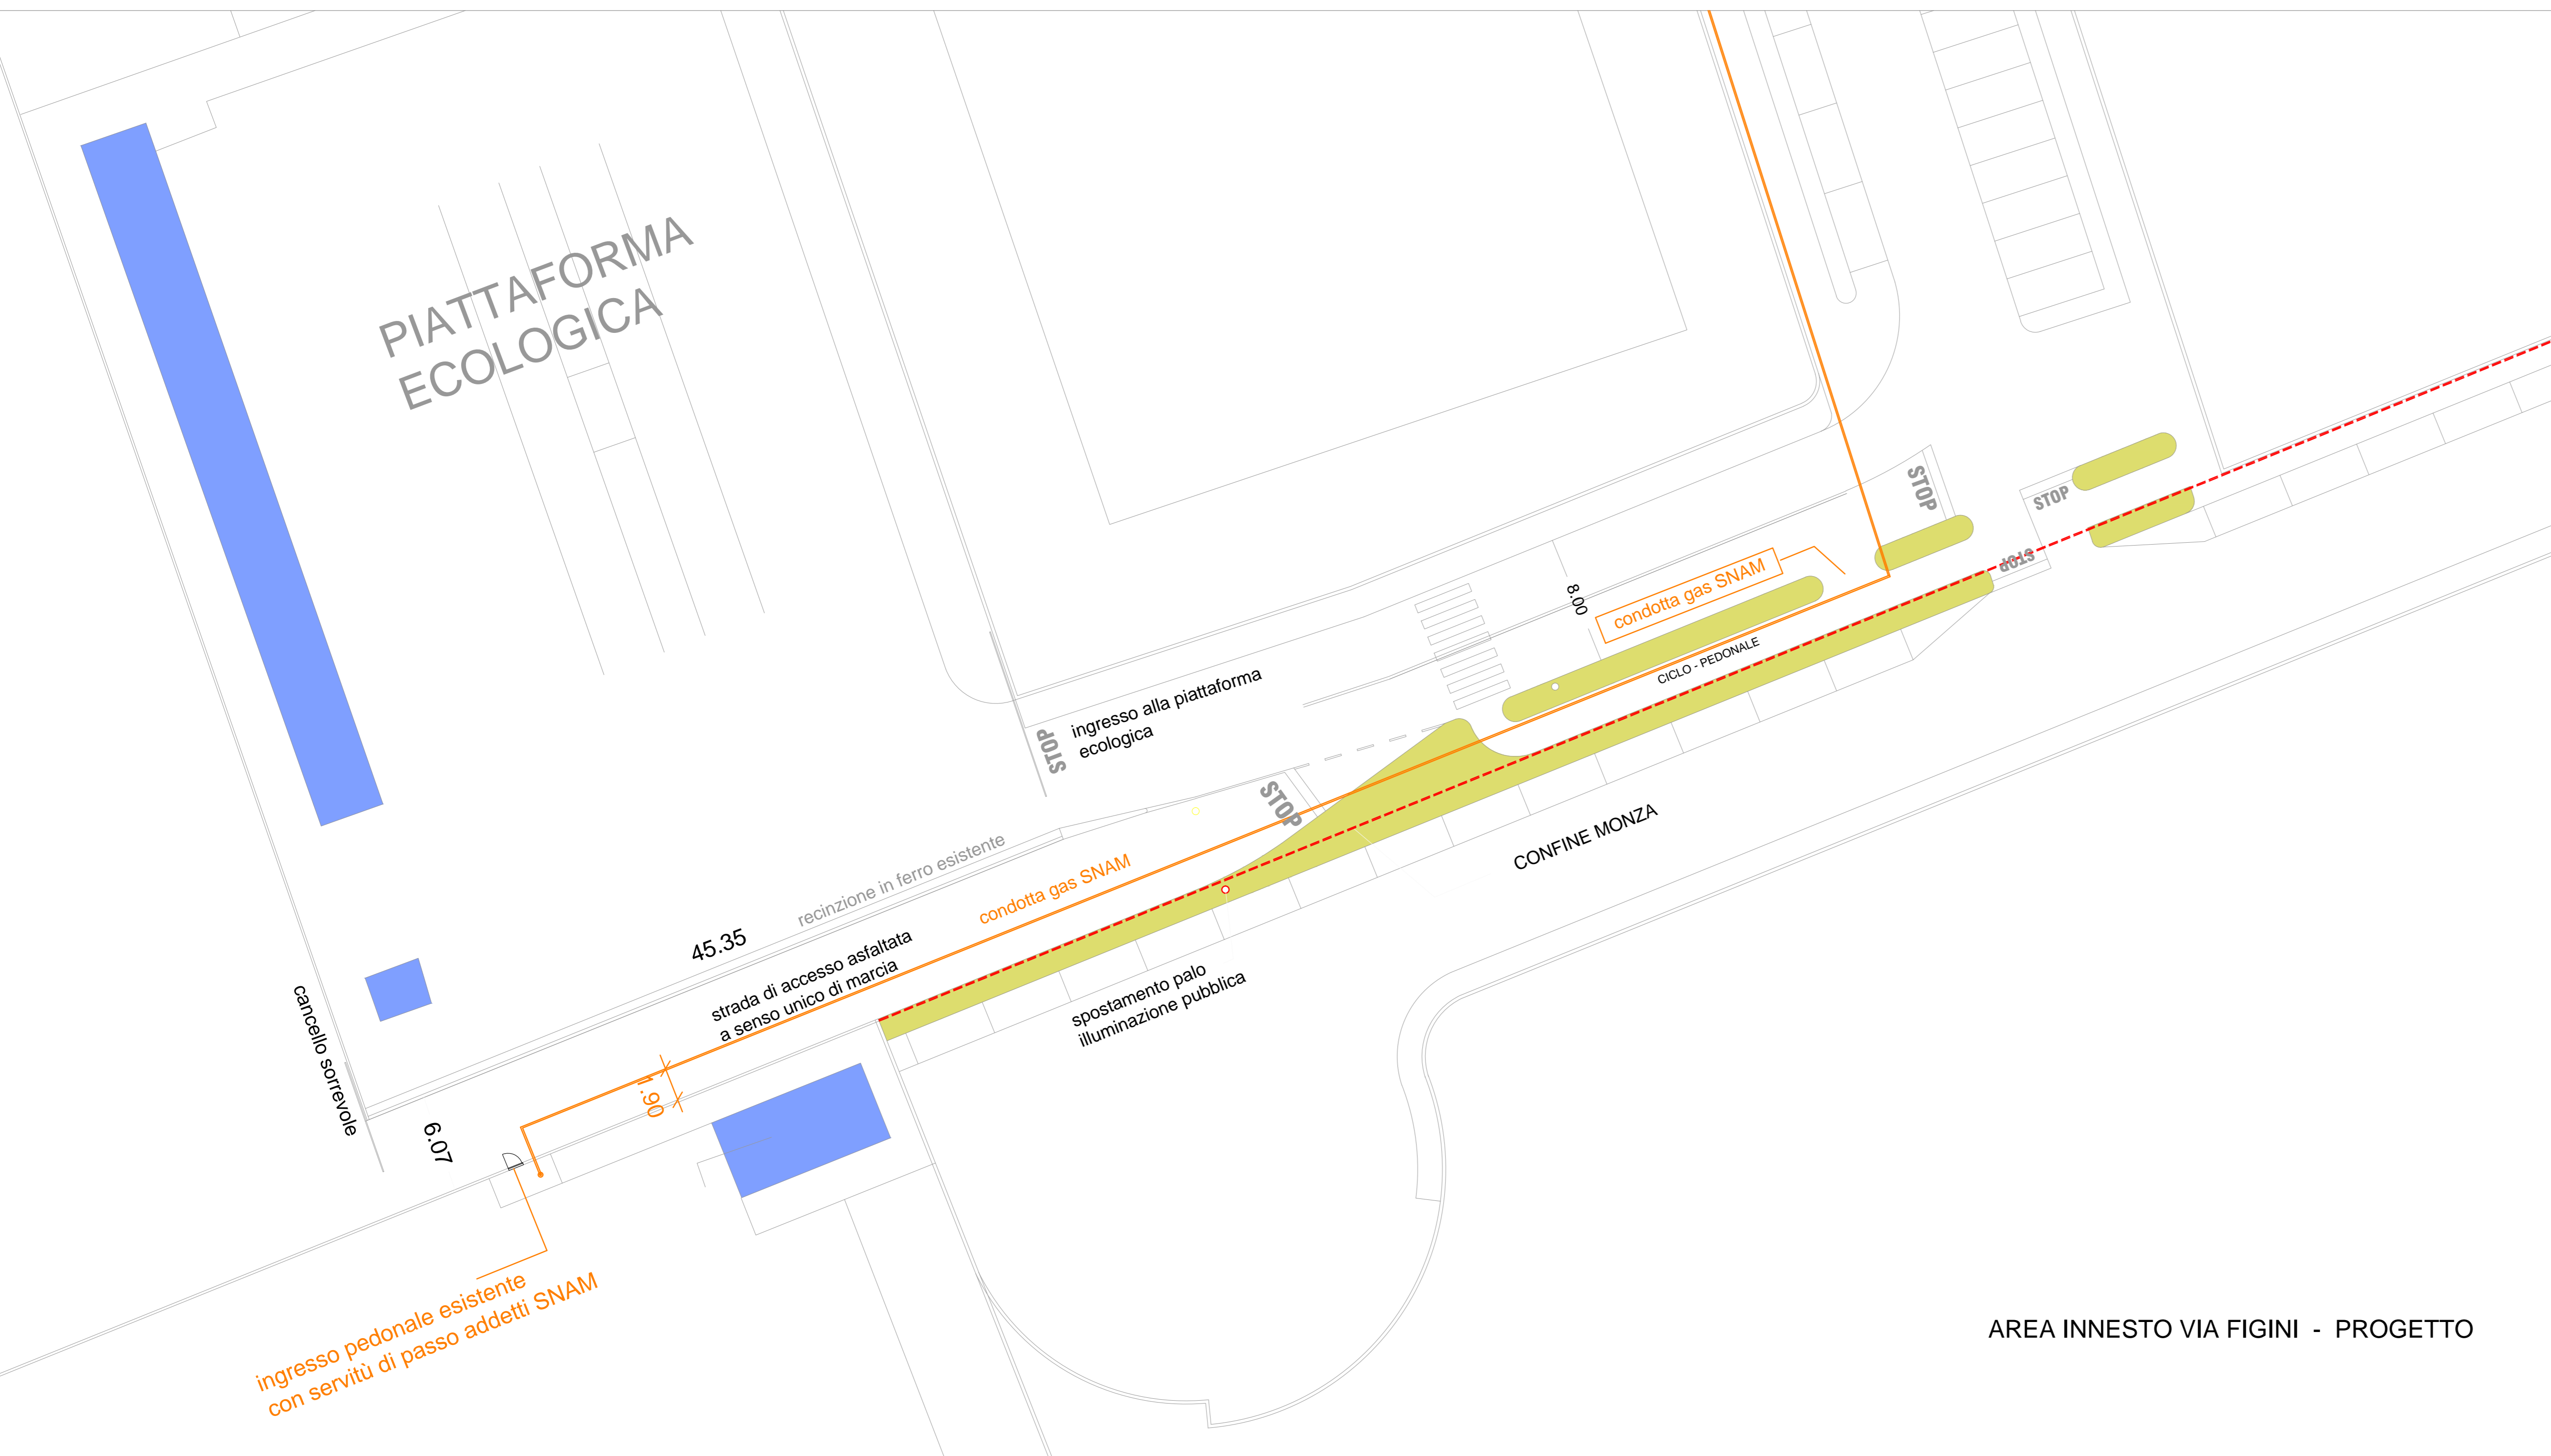 PIATTAFORMA
ECOLOGICA
STOP
STOP
STOP
condotta gas SNAM
8.00
CICLO - PEDONALE
ingresso alla piattaforma
ecologica
STOP
STOP
CONFINE MONZA
recinzione in ferro esistente
condotta gas SNAM
45.35
strada di accesso asfaltata
a senso unico di marcia
spostamento palo
illuminazione pubblica
cancello sorrevole
1.90
6.07
ingresso pedonale esistente
con servitù di passo addetti SNAM
AREA INNESTO VIA FIGINI - PROGETTO